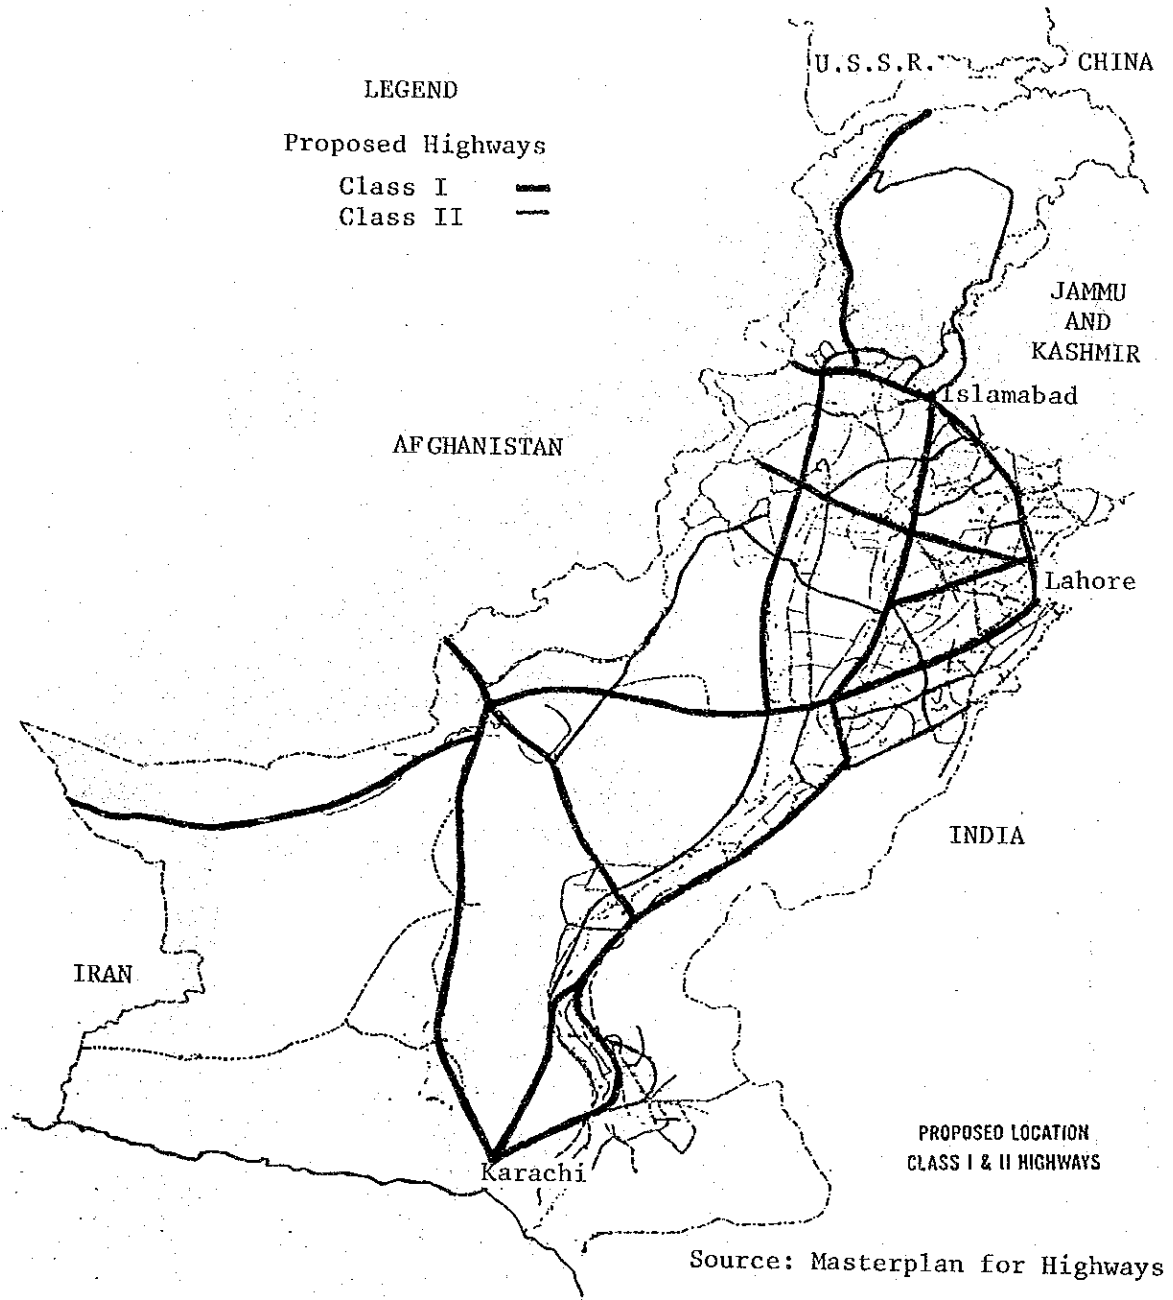 U.S.S.R.
CHINA
LEGEND
Proposed Highways
Class I
Class II
JAMMU
AND
KASHMIR
Islamabad
AFGHANISTAN
Lahore
INDIA
IRAN
PROPOSED LOCATION
CLASS I & II HIGHWAYS
Karachi
Source: Masterplan for Highways